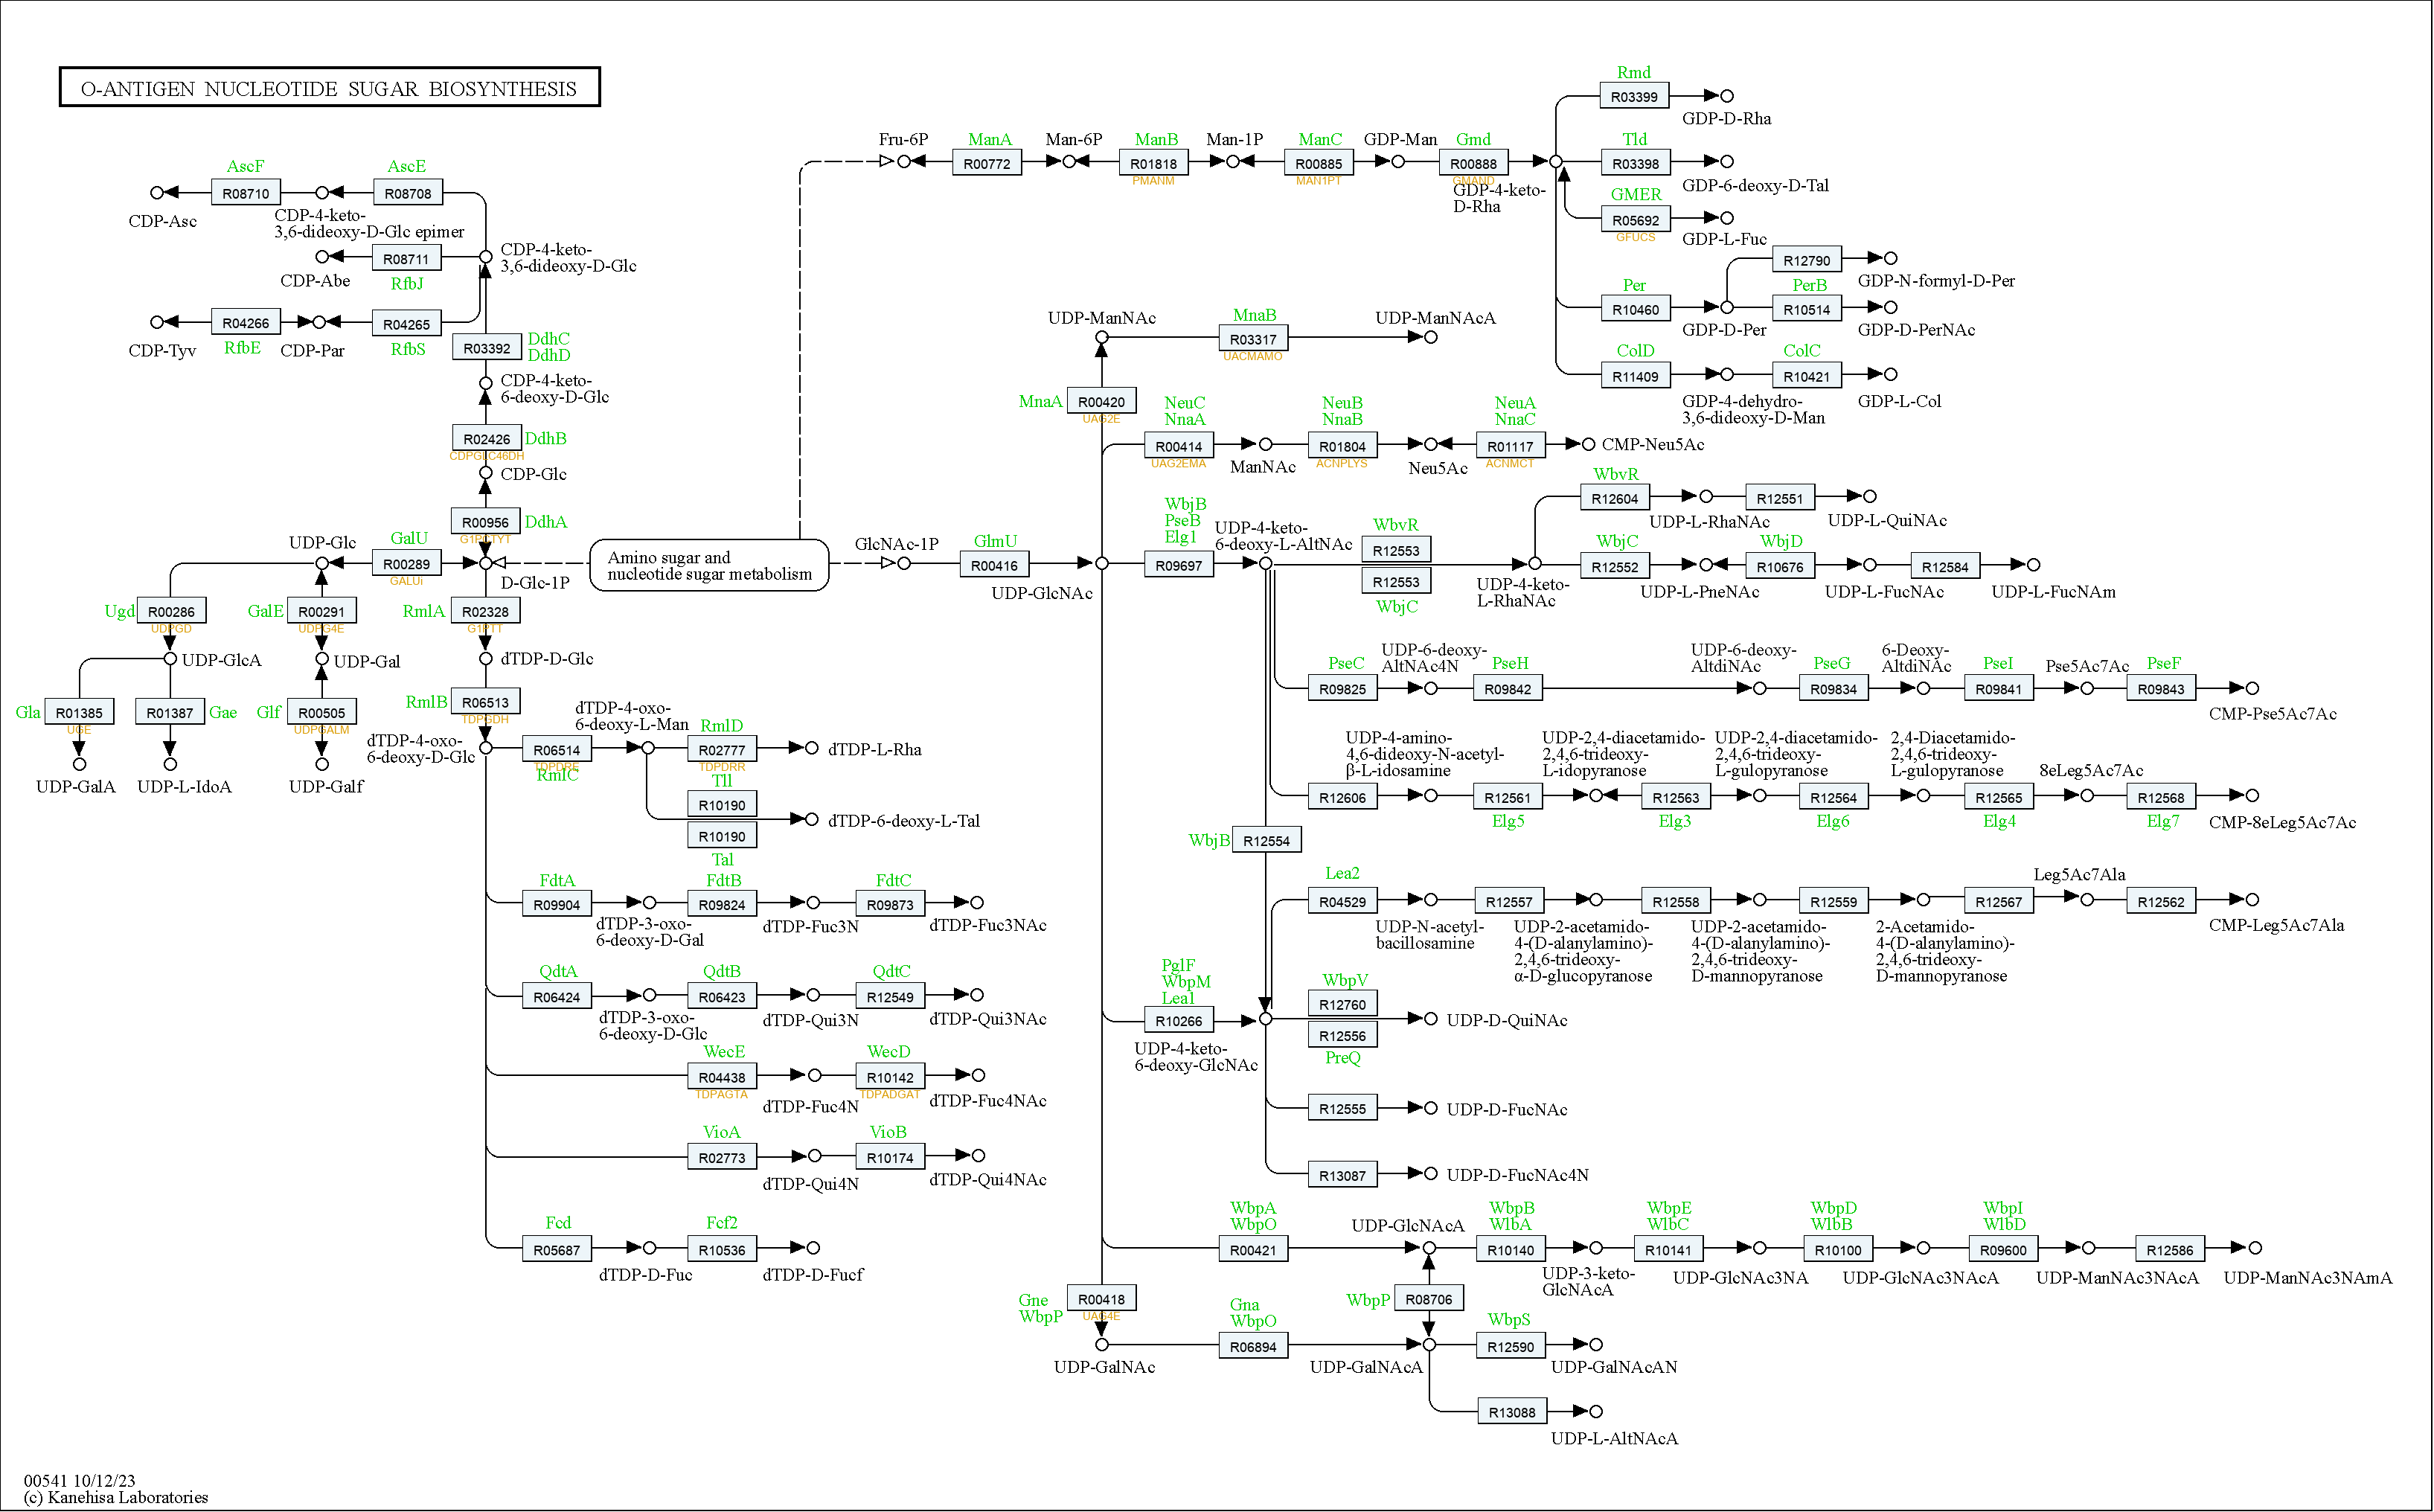 O-ANTIGEN NUCLEOTIDE SUGAR BIOSYNTHESIS
AscF
AscE
R08710
R08708
CDP-Asc
CDP-4-keto-
3,6-dideoxy-D-Glc epimer
R08711
CDP-4-keto-
3,6-dideoxy-D-Glc
CDP-Abe
RfbJ
R04266
R04265
CDP-Tyv
RfbE
CDP-Par
RfbS
R03392
DdhC
DdhD
CDP-4-keto-
6-deoxy-D-Glc
R02426
DdhB
CDPGLC46DH
CDP-Glc
R00956
DdhA
G1PCTYT
UDP-Glc
GalU
R00289
GALUi
D-Glc-1P
Amino sugar and
nucleotide sugar metabolism
Ugd
R00286
UDPGD
GalE
R00291
UDPG4E
RmlA
R02328
G1PTT
UDP-GlcA
UDP-Gal
dTDP-D-Glc
Gla
R01385
UGE
R01387
Gae
Glf
R00505
UDPGALM
RmlB
R06513
TDPGDH
UDP-GalA
UDP-L-IdoA
UDP-Galf
dTDP-4-oxo-
6-deoxy-D-Glc
R06514
TDPDRE
RmlC
dTDP-4-oxo-
6-deoxy-L-Man
RmlD
R02777
TDPDRR
dTDP-L-Rha
Tll
R10190
R10190
Tal
dTDP-6-deoxy-L-Tal
FdtA
FdtB
FdtC
R09904
R09824
R09873
dTDP-3-oxo-
6-deoxy-D-Gal
dTDP-Fuc3N
dTDP-Fuc3NAc
QdtA
QdtB
QdtC
R06424
R06423
R12549
dTDP-3-oxo-
6-deoxy-D-Glc
dTDP-Qui3N
dTDP-Qui3NAc
WecE
WecD
R04438
R10142
TDPAGTA
TDPADGAT
dTDP-Fuc4N
dTDP-Fuc4NAc
VioA
VioB
R02773
R10174
dTDP-Qui4N
dTDP-Qui4NAc
Fcd
Fcf2
R05687
R10536
dTDP-D-Fuc
dTDP-D-Fucf
Fru-6P
ManA
R00772
Man-6P
ManB
R01818
PMANM
Man-1P
ManC
R00885
MAN1PT
GDP-Man
Gmd
R00888
GMAND
GDP-4-keto-
D-Rha
Rmd
R03399
GDP-D-Rha
Tld
R03398
GDP-6-deoxy-D-Tal
GMER
R05692
GFUCS
GDP-L-Fuc
R12790
GDP-N-formyl-D-Per
Per
R10460
GDP-D-Per
PerB
R10514
GDP-D-PerNAc
ColD
R11409
GDP-4-dehydro-
3,6-dideoxy-D-Man
ColC
R10421
GDP-L-Col
UDP-ManNAc
MnaB
R03317
UACMAMO
UDP-ManNAcA
MnaA
R00420
UAG2E
NeuC
NnaA
R00414
UAG2EMA
ManNAc
NeuB
NnaB
R01804
ACNPLYS
Neu5Ac
NeuA
NnaC
R01117
ACNMCT
CMP-Neu5Ac
GlcNAc-1P
GlmU
R00416
UDP-GlcNAc
WbjB
PseB
Elg1
R09697
UDP-4-keto-
6-deoxy-L-AltNAc
WbvR
R12553
R12553
WbjC
UDP-4-keto-
L-RhaNAc
WbvR
R12604
UDP-L-RhaNAc
R12551
UDP-L-QuiNAc
WbjC
R12552
UDP-L-PneNAc
WbjD
R10676
UDP-L-FucNAc
R12584
UDP-L-FucNAm
PseC
R09825
UDP-6-deoxy-
AltNAc4N
PseH
R09842
UDP-6-deoxy-
AltdiNAc
PseG
R09834
6-Deoxy-
AltdiNAc
PseI
R09841
Pse5Ac7Ac
PseF
R09843
CMP-Pse5Ac7Ac
R12606
UDP-4-amino-
4,6-dideoxy-N-acetyl-
β-L-idosamine
R12561
Elg5
UDP-2,4-diacetamido-
2,4,6-trideoxy-
L-idopyranose
R12563
Elg3
UDP-2,4-diacetamido-
2,4,6-trideoxy-
L-gulopyranose
R12564
Elg6
2,4-Diacetamido-
2,4,6-trideoxy-
L-gulopyranose
R12565
Elg4
8eLeg5Ac7Ac
R12568
Elg7
CMP-8eLeg5Ac7Ac
WbjB
R12554
Lea2
R04529
UDP-N-acetyl-
bacillosamine
R12557
UDP-2-acetamido-
4-(D-alanylamino)-
2,4,6-trideoxy-
α-D-glucopyranose
R12558
UDP-2-acetamido-
4-(D-alanylamino)-
2,4,6-trideoxy-
D-mannopyranose
R12559
2-Acetamido-
4-(D-alanylamino)-
2,4,6-trideoxy-
D-mannopyranose
R12567
Leg5Ac7Ala
R12562
CMP-Leg5Ac7Ala
PglF
WbpM
Lea1
R10266
UDP-4-keto-
6-deoxy-GlcNAc
WbpV
R12760
R12556
PreQ
UDP-D-QuiNAc
R12555
UDP-D-FucNAc
R13087
UDP-D-FucNAc4N
WbpA
WbpO
R00421
UDP-GlcNAcA
WbpB
WlbA
R10140
UDP-3-keto-
GlcNAcA
WbpE
WlbC
R10141
UDP-GlcNAc3NA
WbpD
WlbB
R10100
UDP-GlcNAc3NAcA
WbpI
WlbD
R09600
UDP-ManNAc3NAcA
R12586
UDP-ManNAc3NAmA
Gne
WbpP
R00418
UAG4E
UDP-GalNAc
Gna
WbpO
R06894
UDP-GalNAcA
WbpP
R08706
WbpS
R12590
UDP-GalNAcAN
R13088
UDP-L-AltNAcA
00541 10/12/23
(c) Kanehisa Laboratories